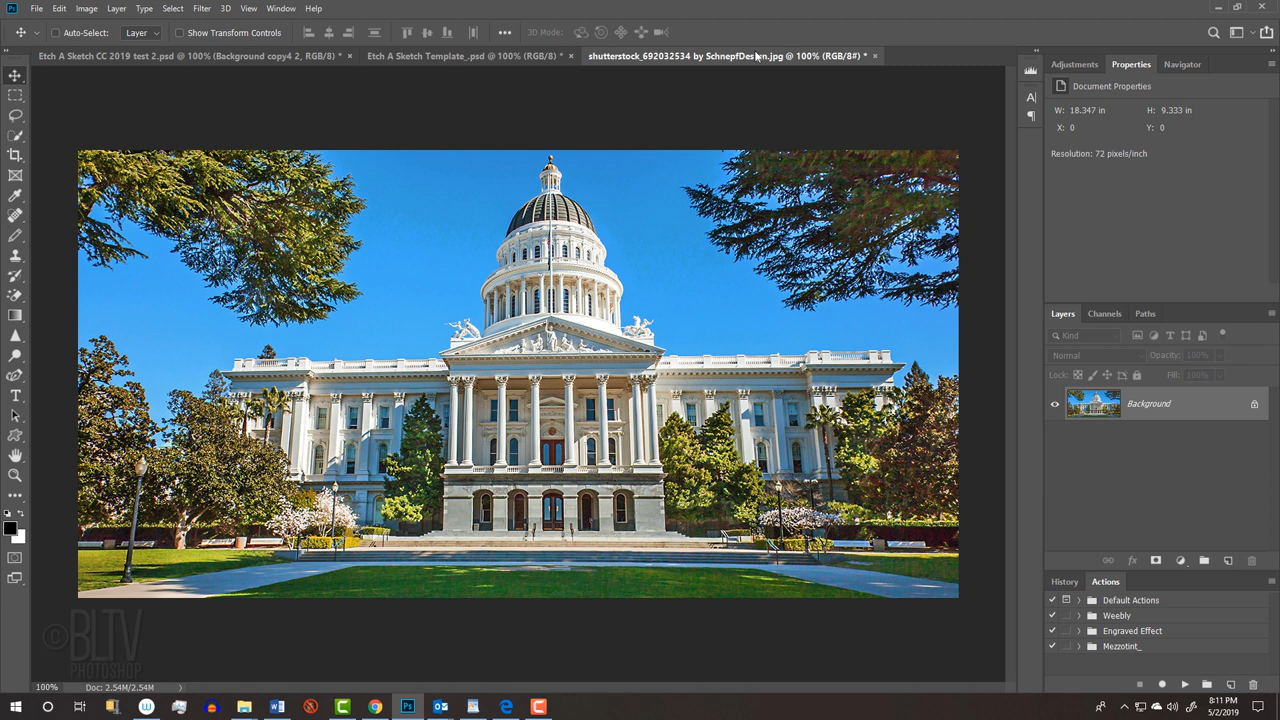 Ps File Edit Image Layer Type Select Filter 3D View Window Help
Auto-Select: Layer Show Transform Controls ••• 3D Mode:
Etch A Sketch CC 2019 test 2.psd @ 100% (Background copy4 2, RGB/8) * × Etch A Sketch Template_.psd @ 100% (RGB/8) * × shutterstock_692032534 by SchnepfDesign.jpg @ 100% (RGB/8#) * ×
Adjustments Properties Navigator
Document Properties
W: 18.347 in H: 9.333 in
X: 0 Y: 0
Resolution: 72 pixels/inch
Layers Channels Paths
Kind
Normal Opacity: 100%
Lock: Fill: 100%
Background
History Actions
Default Actions
Weebly
Engraved Effect
Mezzotint_
©BLTV
PHOTOSHOP
100% Doc: 2.54M/2.54M
8:11 PM
5/2/2019